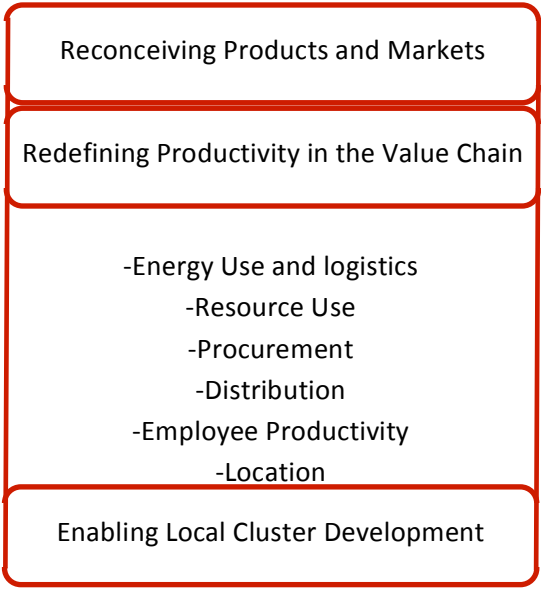 Reconceiving Products and Markets
Redefining Productivity in the Value Chain
-Energy Use and logistics
-Resource Use
-Procurement
-Distribution
-Employee Productivity
-Location
Enabling Local Cluster Development